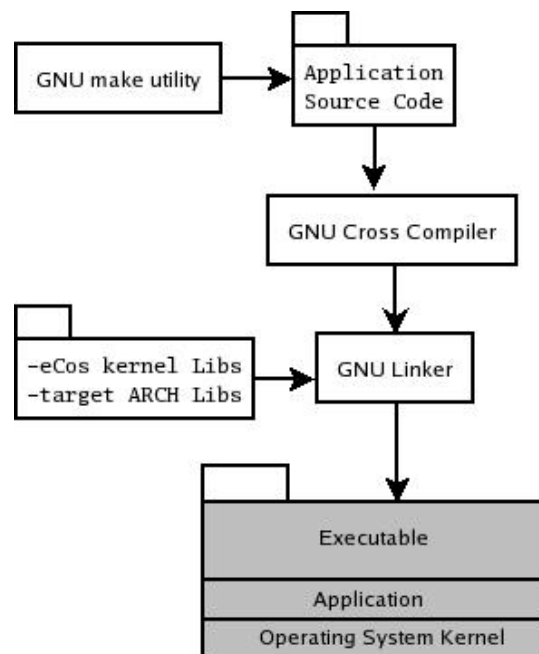 GNU make utility
Application
Source Code
GNU Cross Compiler
-eCos kernel Libs
-target ARCH Libs
GNU Linker
Executable
Application
Operating System Kernel